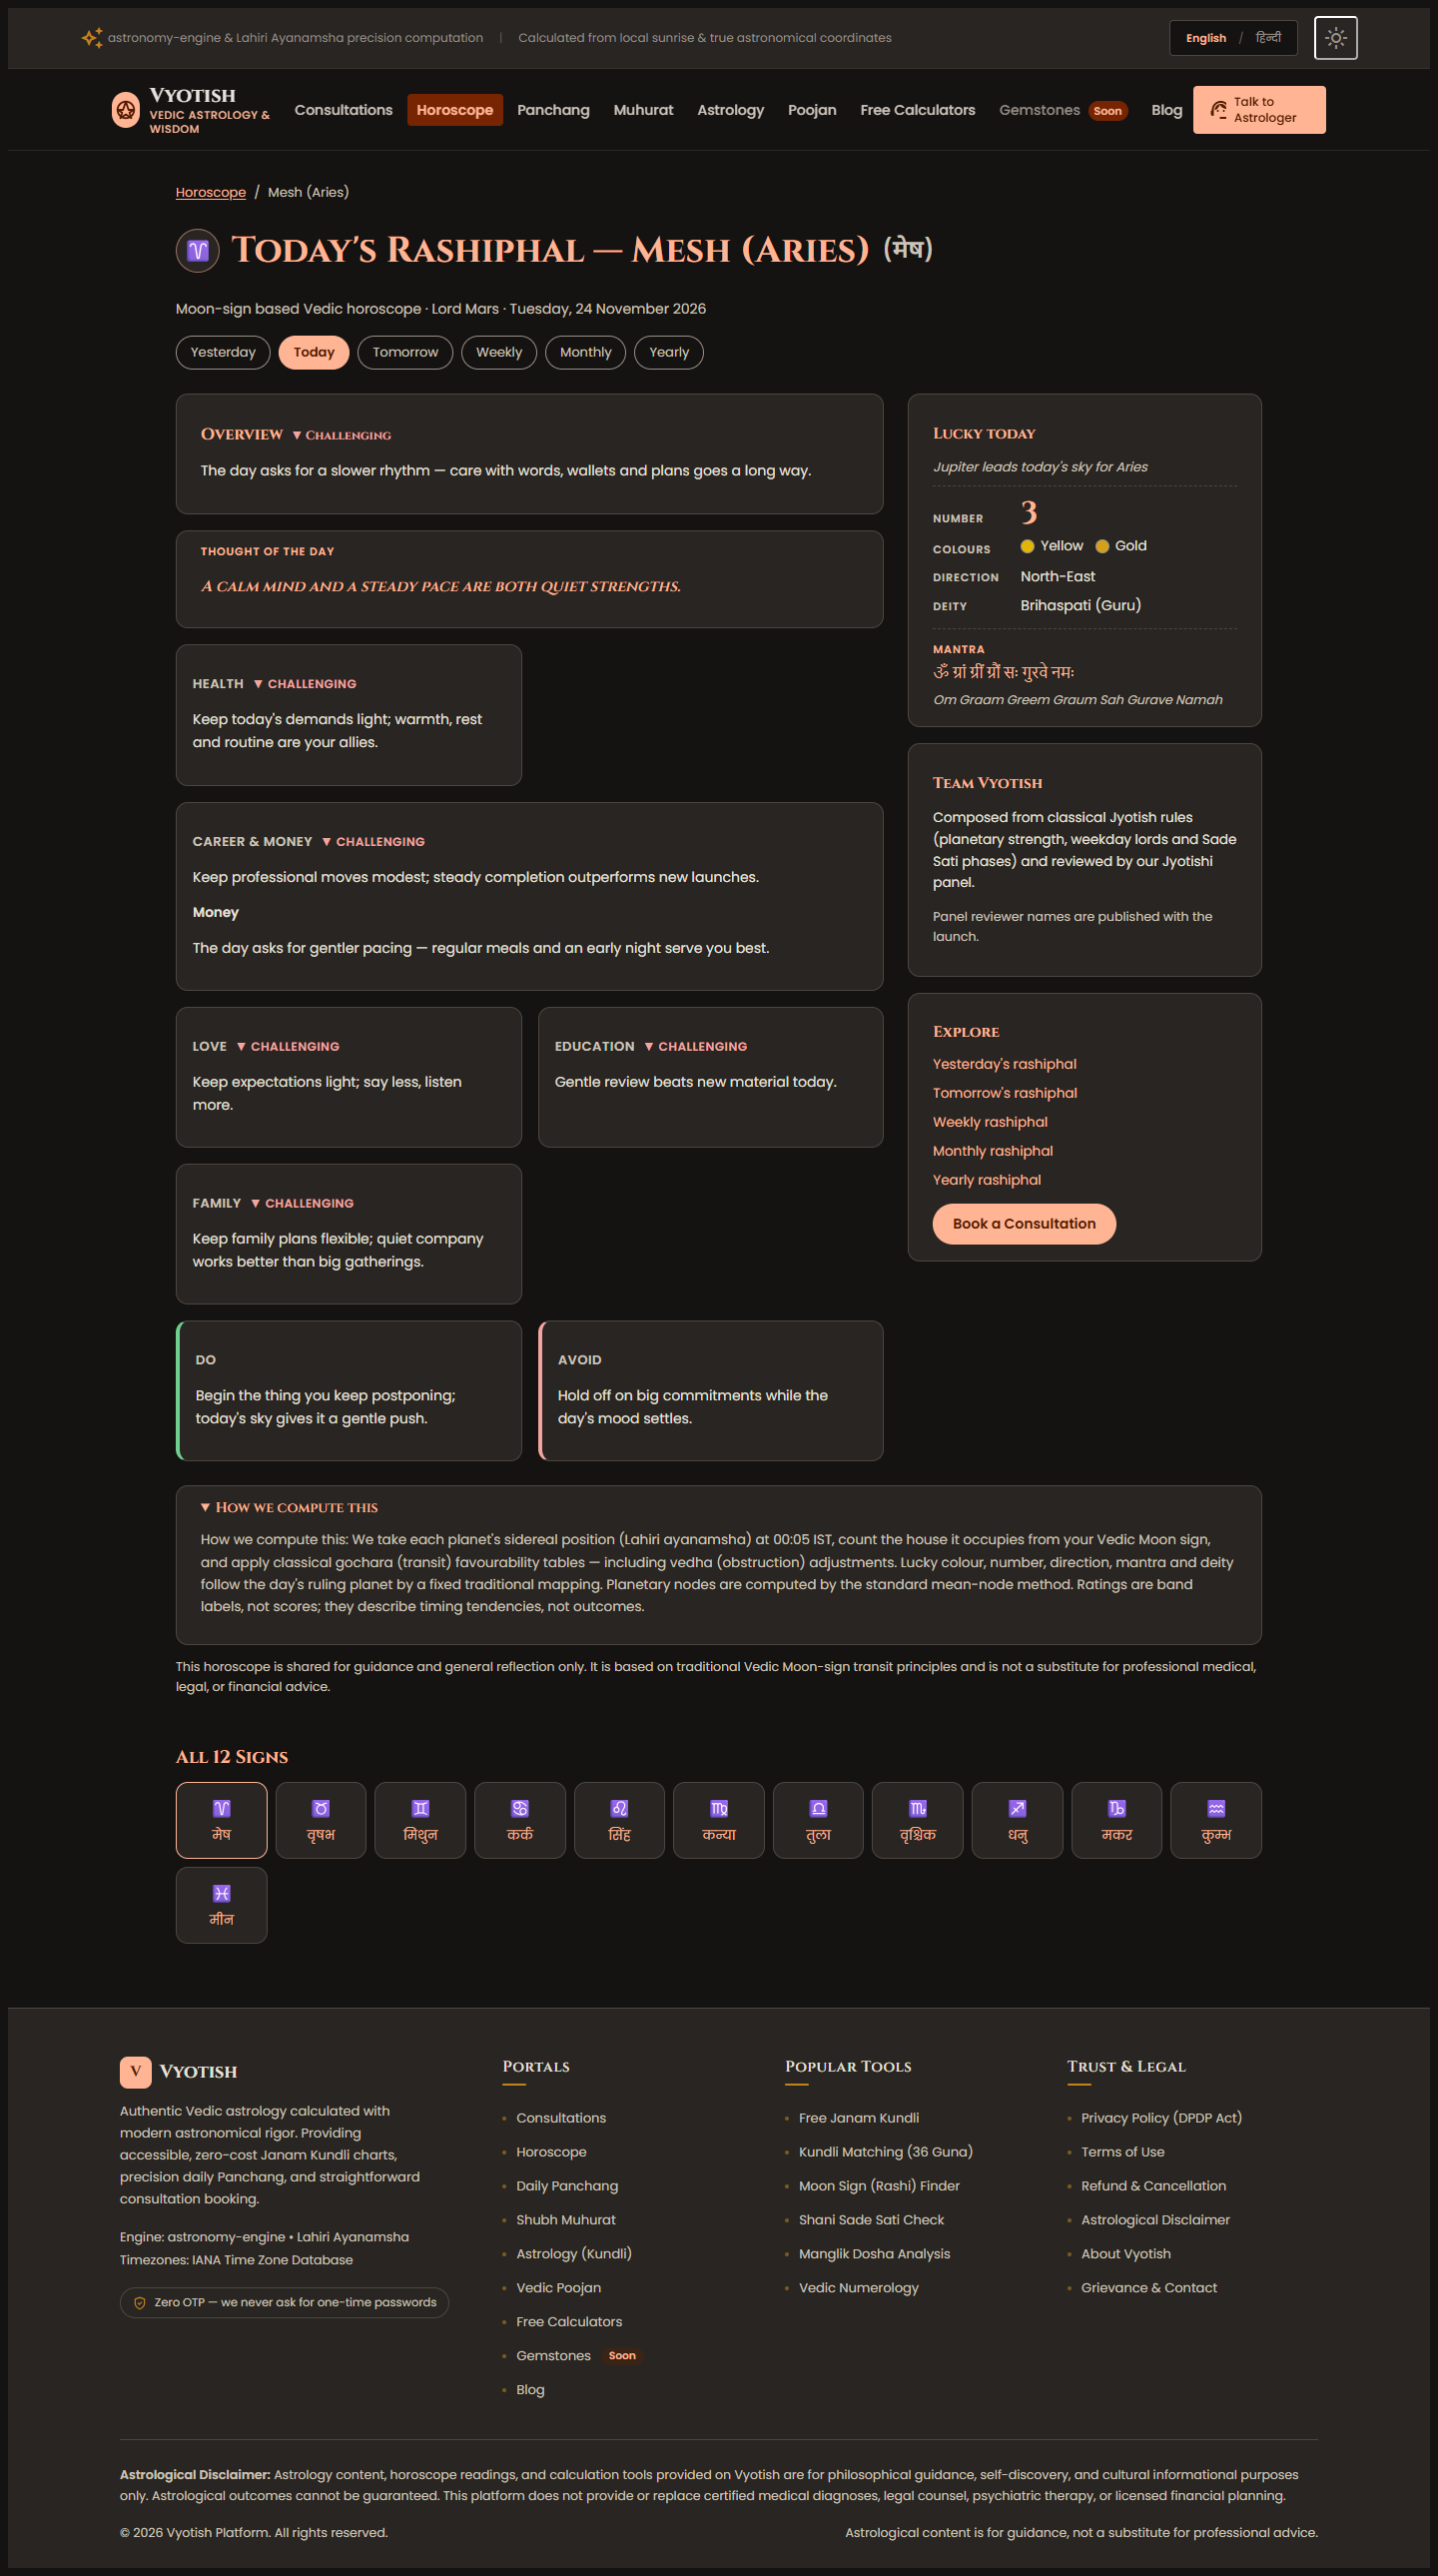 astronomy-engine & Lahiri Ayanamsha precision computation | Calculated from local sunrise & true astronomical coordinates
English / हिन्दी
Vyotish
VEDIC ASTROLOGY &
WISDOM
Consultations
Horoscope
Panchang
Muhurat
Astrology
Poojan
Free Calculators
Gemstones Soon
Blog
Talk to
Astrologer
Horoscope / Mesh (Aries)
♈ Today's Rashiphal — Mesh (Aries) (मेष)
Moon-sign based Vedic horoscope · Lord Mars · Tuesday, 24 November 2026
Yesterday
Today
Tomorrow
Weekly
Monthly
Yearly
Overview ▼ Challenging
The day asks for a slower rhythm — care with words, wallets and plans goes a long way.
THOUGHT OF THE DAY
A calm mind and a steady pace are both quiet strengths.
HEALTH ▼ CHALLENGING
Keep today's demands light; warmth, rest
and routine are your allies.
CAREER & MONEY ▼ CHALLENGING
Keep professional moves modest; steady completion outperforms new launches.
Money
The day asks for gentler pacing — regular meals and an early night serve you best.
LOVE ▼ CHALLENGING
Keep expectations light; say less, listen
more.
EDUCATION ▼ CHALLENGING
Gentle review beats new material today.
FAMILY ▼ CHALLENGING
Keep family plans flexible; quiet company
works better than big gatherings.
DO
Begin the thing you keep postponing;
today's sky gives it a gentle push.
AVOID
Hold off on big commitments while the
day's mood settles.
Lucky today
Jupiter leads today's sky for Aries
NUMBER 3
COLOURS Yellow Gold
DIRECTION North-East
DEITY Brihaspati (Guru)
MANTRA
ॐ ग्रां ग्रीं ग्रौं सः गुरवे नमः
Om Graam Greem Graum Sah Gurave Namah
Team Vyotish
Composed from classical Jyotish rules
(planetary strength, weekday lords and Sade
Sati phases) and reviewed by our Jyotishi
panel.
Panel reviewer names are published with the
launch.
Explore
Yesterday's rashiphal
Tomorrow's rashiphal
Weekly rashiphal
Monthly rashiphal
Yearly rashiphal
Book a Consultation
▼ How we compute this
How we compute this: We take each planet's sidereal position (Lahiri ayanamsha) at 00:05 IST, count the house it occupies from your Vedic Moon sign,
and apply classical gochara (transit) favourability tables — including vedha (obstruction) adjustments. Lucky colour, number, direction, mantra and deity
follow the day's ruling planet by a fixed traditional mapping. Planetary nodes are computed by the standard mean-node method. Ratings are band
labels, not scores; they describe timing tendencies, not outcomes.
This horoscope is shared for guidance and general reflection only. It is based on traditional Vedic Moon-sign transit principles and is not a substitute for professional medical,
legal, or financial advice.
All 12 Signs
♈ मेष
♉ वृषभ
♊ मिथुन
♋ कर्क
♌ सिंह
♍ कन्या
♎ तुला
♏ वृश्चिक
♐ धनु
♑ मकर
♒ कुम्भ
♓ मीन
V Vyotish
Authentic Vedic astrology calculated with
modern astronomical rigor. Providing
accessible, zero-cost Janam Kundli charts,
precision daily Panchang, and straightforward
consultation booking.
Engine: astronomy-engine • Lahiri Ayanamsha
Timezones: IANA Time Zone Database
Zero OTP — we never ask for one-time passwords
Portals
Consultations
Horoscope
Daily Panchang
Shubh Muhurat
Astrology (Kundli)
Vedic Poojan
Free Calculators
Gemstones Soon
Blog
Popular Tools
Free Janam Kundli
Kundli Matching (36 Guna)
Moon Sign (Rashi) Finder
Shani Sade Sati Check
Manglik Dosha Analysis
Vedic Numerology
Trust & Legal
Privacy Policy (DPDP Act)
Terms of Use
Refund & Cancellation
Astrological Disclaimer
About Vyotish
Grievance & Contact
Astrological Disclaimer: Astrology content, horoscope readings, and calculation tools provided on Vyotish are for philosophical guidance, self-discovery, and cultural informational purposes
only. Astrological outcomes cannot be guaranteed. This platform does not provide or replace certified medical diagnoses, legal counsel, psychiatric therapy, or licensed financial planning.
© 2026 Vyotish Platform. All rights reserved.
Astrological content is for guidance, not a substitute for professional advice.